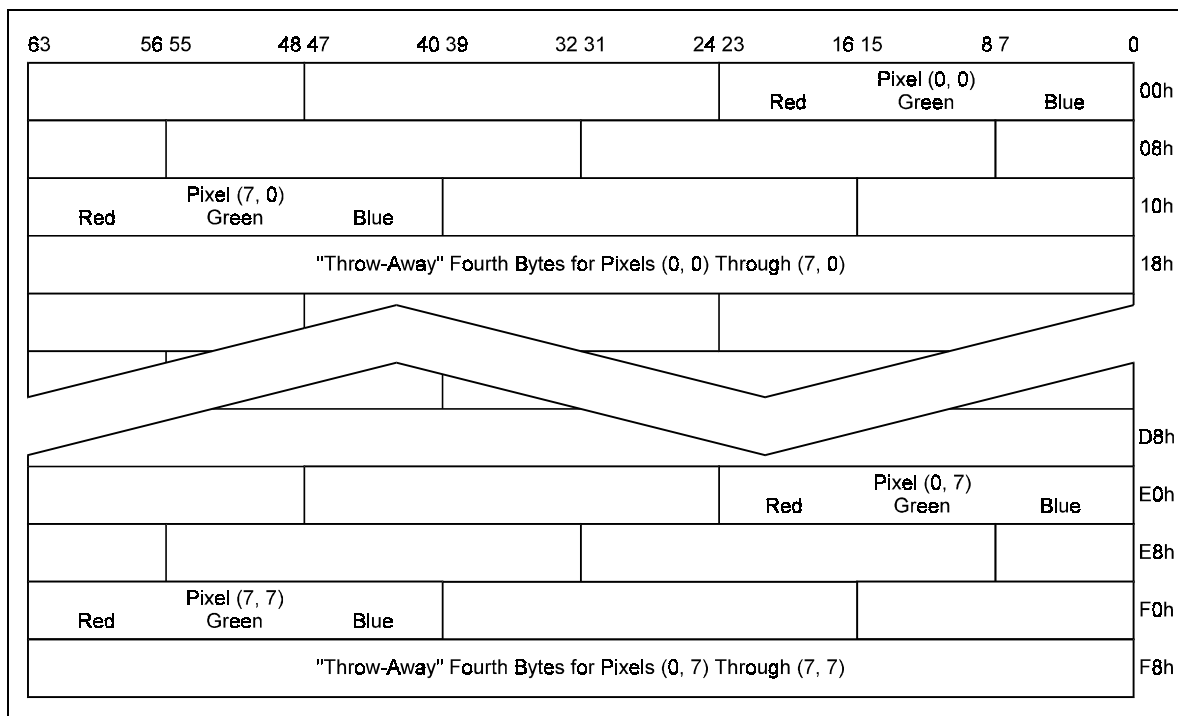 63 56 55 48 47 40 39 32 31 24 23 16 15 8 7 0
Pixel (0, 0)
Red Green Blue 00h
08h
Pixel (7, 0)
Red Green Blue 10h
"Throw-Away" Fourth Bytes for Pixels (0, 0) Through (7, 0) 18h
D8h
Pixel (0, 7)
Red Green Blue E0h
E8h
Pixel (7, 7)
Red Green Blue F0h
"Throw-Away" Fourth Bytes for Pixels (0, 7) Through (7, 7) F8h